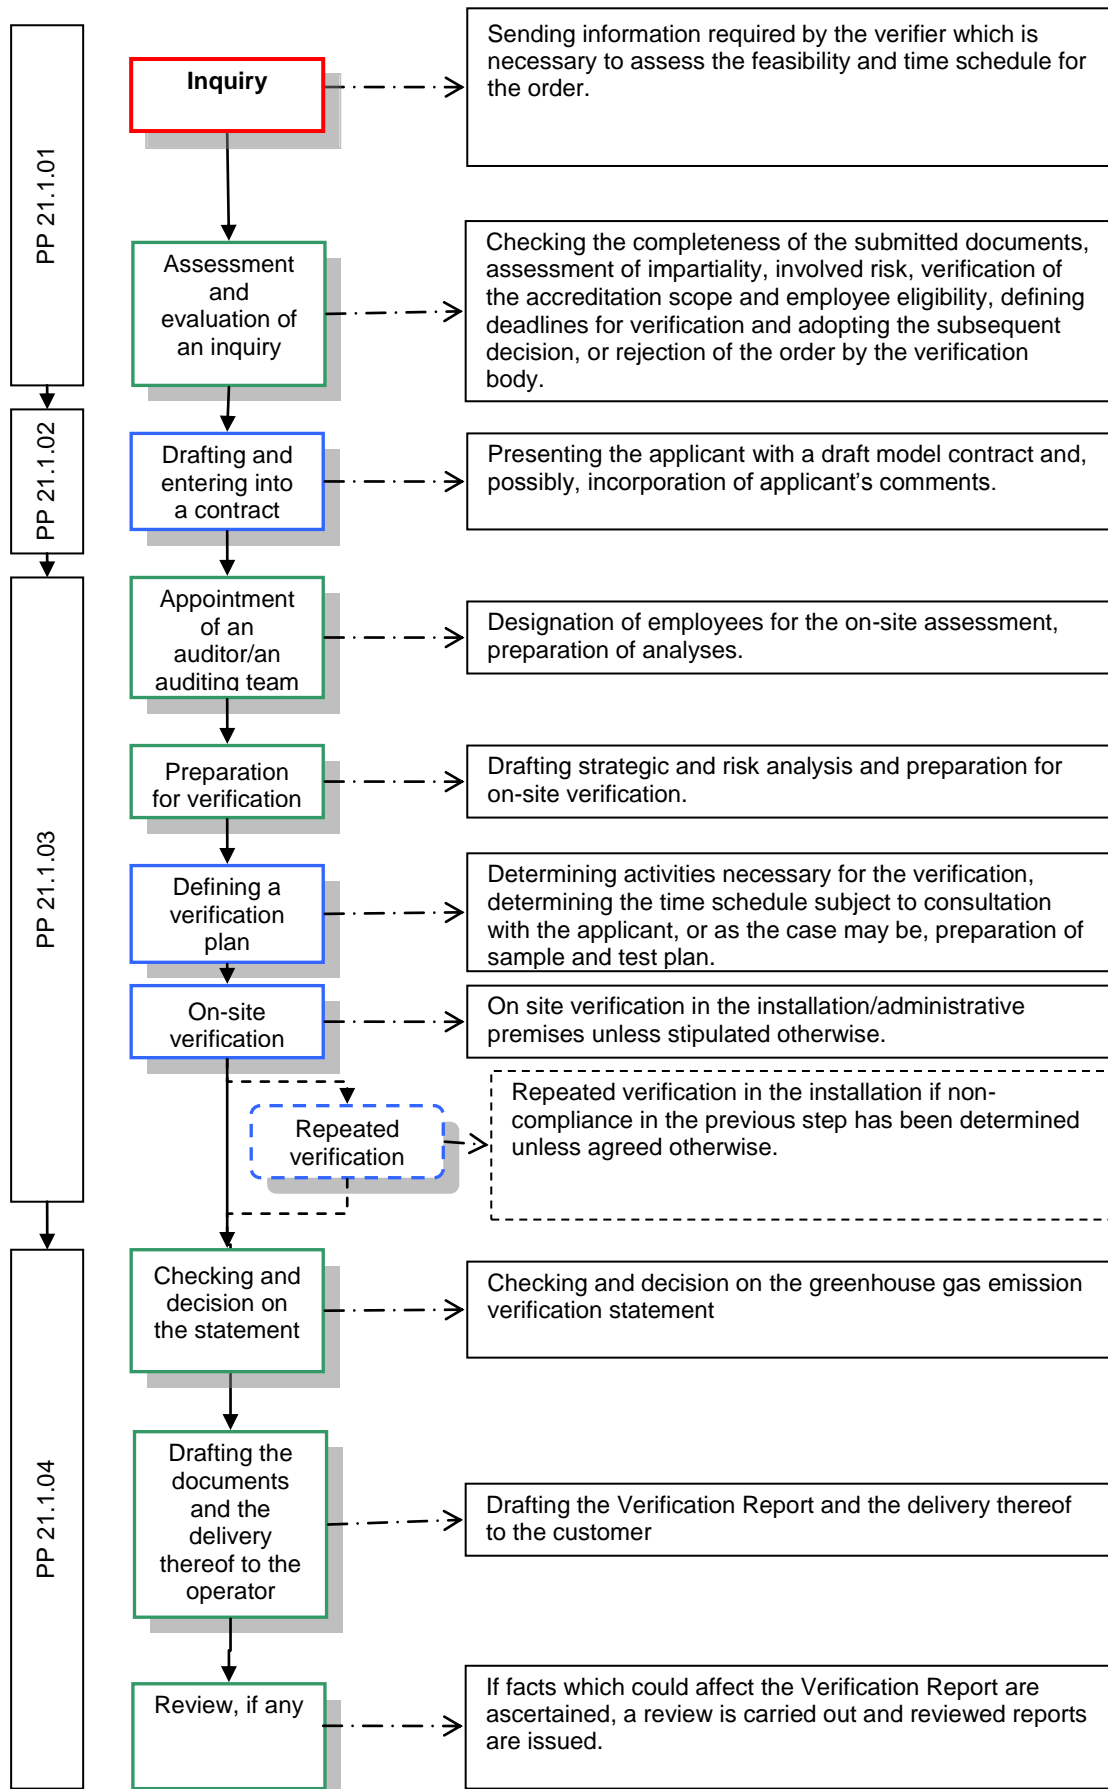 PP 21.1.01
Inquiry
Sending information required by the verifier which is
necessary to assess the feasibility and time schedule for
the order.
Assessment
and
evaluation of
an inquiry
Checking the completeness of the submitted documents,
assessment of impartiality, involved risk, verification of
the accreditation scope and employee eligibility, defining
deadlines for verification and adopting the subsequent
decision, or rejection of the order by the verification
body.
PP 21.1.02
Drafting and
entering into
a contract
Presenting the applicant with a draft model contract and,
possibly, incorporation of applicant's comments.
PP 21.1.03
Appointment
of an
auditor/an
auditing team
Designation of employees for the on-site assessment,
preparation of analyses.
Preparation
for verification
Drafting strategic and risk analysis and preparation for
on-site verification.
Defining a
verification
plan
Determining activities necessary for the verification,
determining the time schedule subject to consultation
with the applicant, or as the case may be, preparation of
sample and test plan.
On-site
verification
On site verification in the installation/administrative
premises unless stipulated otherwise.
Repeated
verification
Repeated verification in the installation if non-
compliance in the previous step has been determined
unless agreed otherwise.
PP 21.1.04
Checking and
decision on
the statement
Checking and decision on the greenhouse gas emission
verification statement
Drafting the
documents
and the
delivery
thereof to the
operator
Drafting the Verification Report and the delivery thereof
to the customer
Review, if any
If facts which could affect the Verification Report are
ascertained, a review is carried out and reviewed reports
are issued.